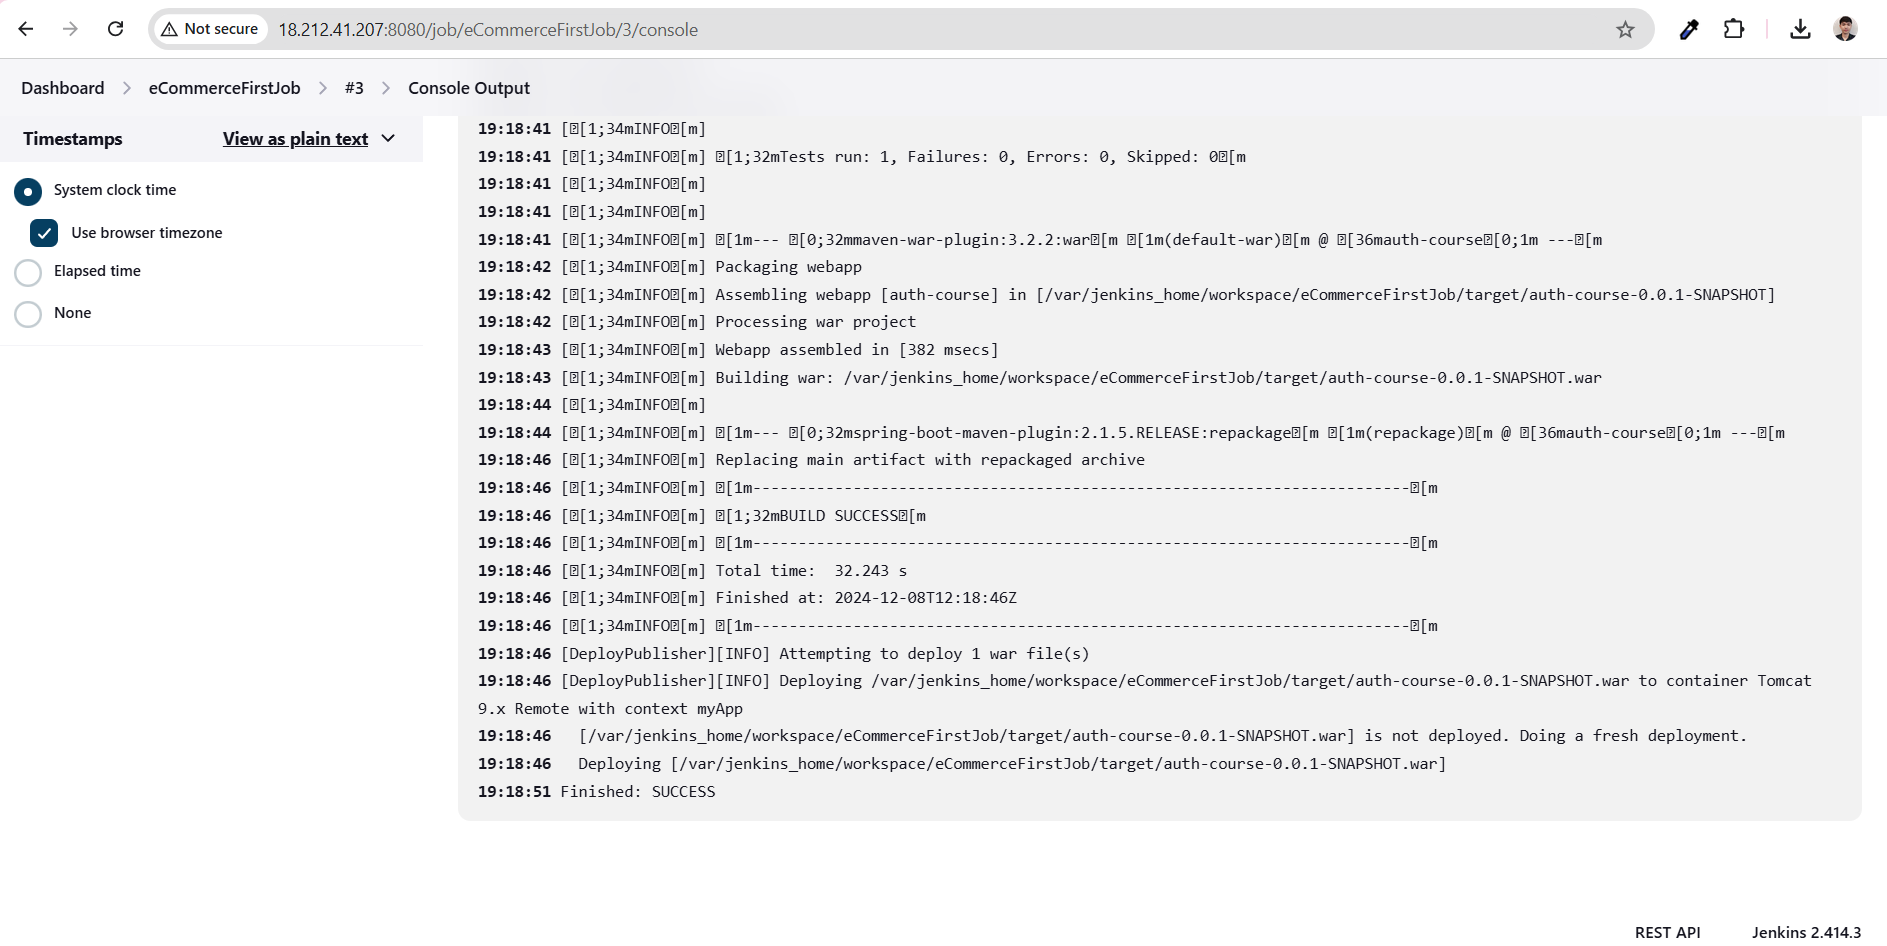 Not secure 18.212.41.207:8080/job/eCommerceFirstJob/3/console
Dashboard > eCommerceFirstJob > #3 > Console Output
Timestamps View as plain text
System clock time
Use browser timezone
Elapsed time
None
19:18:41 [�[1;34mINFO�[m]
19:18:41 [�[1;34mINFO�[m] �[1;32mTests run: 1, Failures: 0, Errors: 0, Skipped: 0�[m
19:18:41 [�[1;34mINFO�[m]
19:18:41 [�[1;34mINFO�[m]
19:18:41 [�[1;34mINFO�[m] �[1m--- �[0;32mmaven-war-plugin:3.2.2:war�[m �[1m(default-war)�[m @ �[36mauth-course�[0;1m ---�[m
19:18:42 [�[1;34mINFO�[m] Packaging webapp
19:18:42 [�[1;34mINFO�[m] Assembling webapp [auth-course] in [/var/jenkins_home/workspace/eCommerceFirstJob/target/auth-course-0.0.1-SNAPSHOT]
19:18:42 [�[1;34mINFO�[m] Processing war project
19:18:43 [�[1;34mINFO�[m] Webapp assembled in [382 msecs]
19:18:43 [�[1;34mINFO�[m] Building war: /var/jenkins_home/workspace/eCommerceFirstJob/target/auth-course-0.0.1-SNAPSHOT.war
19:18:44 [�[1;34mINFO�[m]
19:18:44 [�[1;34mINFO�[m] �[1m--- �[0;32mspring-boot-maven-plugin:2.1.5.RELEASE:repackage�[m �[1m(repackage)�[m @ �[36mauth-course�[0;1m ---�[m
19:18:46 [�[1;34mINFO�[m] Replacing main artifact with repackaged archive
19:18:46 [�[1;34mINFO�[m] �[1m------------------------------------------------------------------------�[m
19:18:46 [�[1;34mINFO�[m] �[1;32mBUILD SUCCESS�[m
19:18:46 [�[1;34mINFO�[m] �[1m------------------------------------------------------------------------�[m
19:18:46 [�[1;34mINFO�[m] Total time:  32.243 s
19:18:46 [�[1;34mINFO�[m] Finished at: 2024-12-08T12:18:46Z
19:18:46 [�[1;34mINFO�[m] �[1m------------------------------------------------------------------------�[m
19:18:46 [DeployPublisher][INFO] Attempting to deploy 1 war file(s)
19:18:46 [DeployPublisher][INFO] Deploying /var/jenkins_home/workspace/eCommerceFirstJob/target/auth-course-0.0.1-SNAPSHOT.war to container Tomcat
9.x Remote with context myApp
19:18:46   [/var/jenkins_home/workspace/eCommerceFirstJob/target/auth-course-0.0.1-SNAPSHOT.war] is not deployed. Doing a fresh deployment.
19:18:46   Deploying [/var/jenkins_home/workspace/eCommerceFirstJob/target/auth-course-0.0.1-SNAPSHOT.war]
19:18:51 Finished: SUCCESS
REST API Jenkins 2.414.3